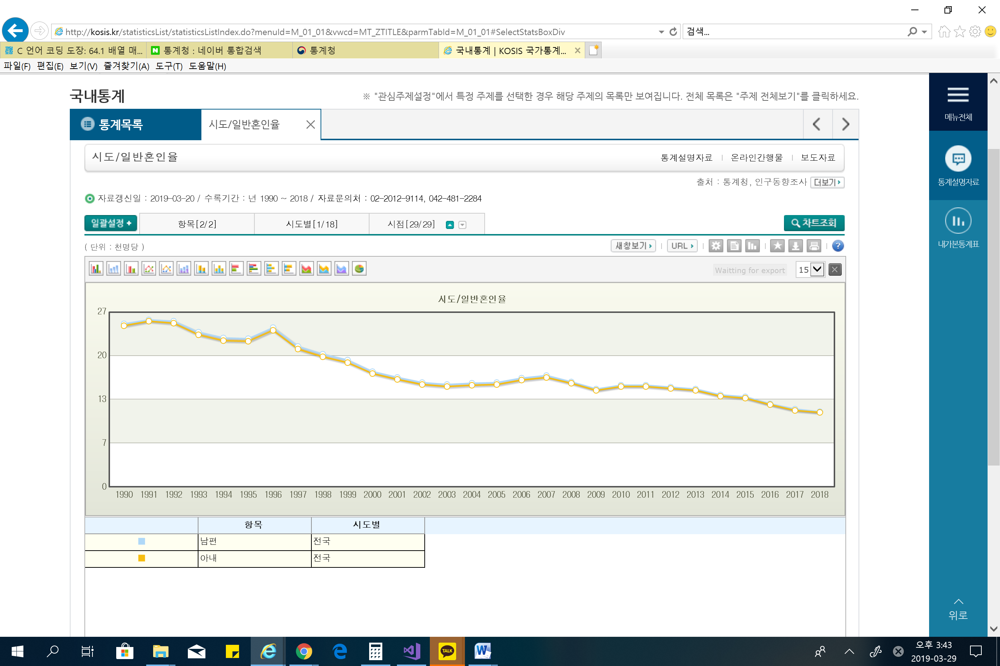 http://kosis.kr/statisticsList/statisticsListIndex.do?menuId=M_01_01&vwcd=MT_ZTITLE&parmTabId=M_01_01#SelectStatsBoxDiv
검색...
C 언어 코딩 도장: 64.1 배열 매...
통계청 : 네이버 통합검색
통계청
국내통계 | KOSIS 국가통계...
파일(F) 편집(E) 보기(V) 즐겨찾기(A) 도구(T) 도움말(H)
국내통계
※ "관심주제설정"에서 특정 주제를 선택한 경우 해당 주제의 목록만 보여집니다. 전체 목록은 "주제 전체보기"를 클릭하세요.
통계목록
시도/일반혼인율
시도/일반혼인율
통계설명자료 | 온라인간행물 | 보도자료
출처 : 통계청, 인구동향조사 더보기
자료갱신일 : 2019-03-20 / 수록기간 : 년 1990 ~ 2018 / 자료문의처 : 02-2012-9114, 042-481-2284
일괄설정 +
항목[2/2]
시도별[1/18]
시점[29/29]
차트조회
( 단위 : 천명당 )
새창보기
URL
?
Waitting for export
15
시도/일반혼인율
27
20
13
7
0
1990 1991 1992 1993 1994 1995 1996 1997 1998 1999 2000 2001 2002 2003 2004 2005 2006 2007 2008 2009 2010 2011 2012 2013 2014 2015 2016 2017 2018
항목 시도별
남편 전국
아내 전국
메뉴전체
통계설명자료
내가본통계표
위로
TALK
오후 3:43
2019-03-29